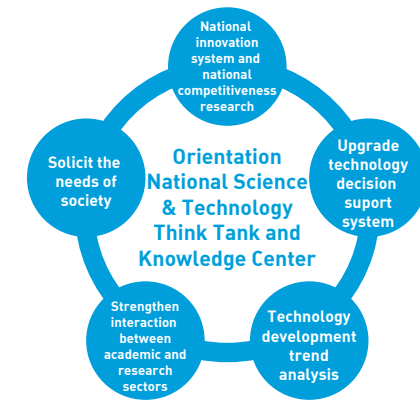 National
innovation
system and
national
competitiveness
research
Solicit the
needs of
society
Orientation
National Science
& Technology
Think Tank and
Knowledge Center
Upgrade
technology
decision
suport
system
Strengthen
interaction
between
academic and
research
sectors
Technology
development
trend
analysis